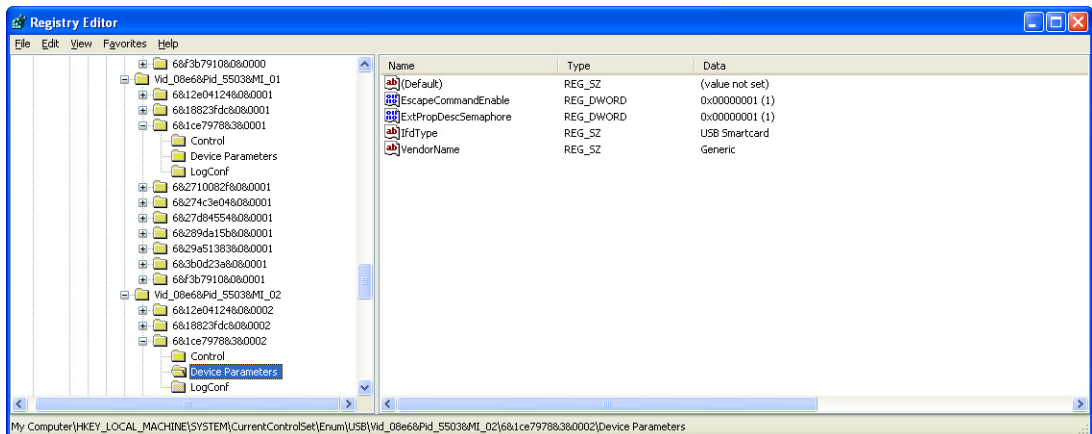 Registry Editor
File Edit View Favorites Help
6&f3b7910&0&0000
Vid_08e6&Pid_5503&MI_01
6&12e04124&0&0001
6&18823fdc&0&0001
6&1ce7978&3&0001
Control
Device Parameters
LogConf
6&2710082f&0&0001
6&274c3e04&0&0001
6&27d84554&0&0001
6&289da15b&0&0001
6&29a51383&0&0001
6&3b0d23a&0&0001
6&f3b7910&0&0001
Vid_08e6&Pid_5503&MI_02
6&12e04124&0&0002
6&18823fdc&0&0002
6&1ce7978&3&0002
Control
Device Parameters
LogConf
Name Type Data
(Default) REG_SZ (value not set)
EscapeCommandEnable REG_DWORD 0x00000001 (1)
ExtPropDescSemaphore REG_DWORD 0x00000001 (1)
IfdType REG_SZ USB Smartcard
VendorName REG_SZ Generic
My Computer\HKEY_LOCAL_MACHINE\SYSTEM\CurrentControlSet\Enum\USB\Vid_08e6&Pid_5503&MI_02\6&1ce7978&3&0002\Device Parameters